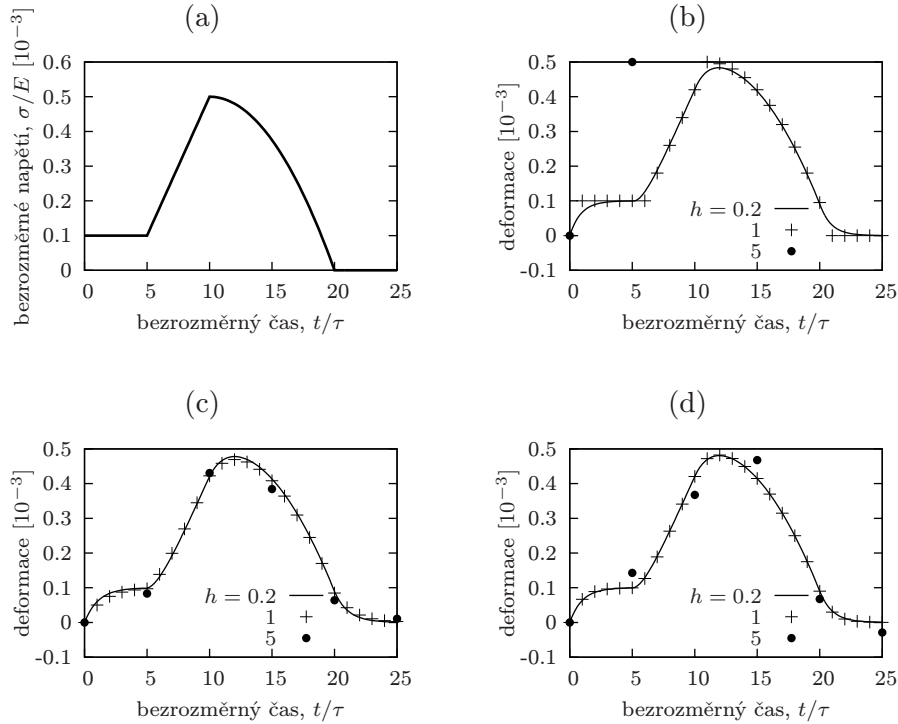 (a)
bezrozměrné napětí, σ/E [10⁻³]
0.6
0.5
0.4
0.3
0.2
0.1
0
0 5 10 15 20 25
bezrozměrný čas, t/τ
(b)
deformace [10⁻³]
0.5
0.4
0.3
0.2
0.1
0
-0.1
h = 0.2
1
5
0 5 10 15 20 25
bezrozměrný čas, t/τ
(c)
deformace [10⁻³]
0.5
0.4
0.3
0.2
0.1
0
-0.1
h = 0.2
1
5
0 5 10 15 20 25
bezrozměrný čas, t/τ
(d)
deformace [10⁻³]
0.5
0.4
0.3
0.2
0.1
0
-0.1
h = 0.2
1
5
0 5 10 15 20 25
bezrozměrný čas, t/τ